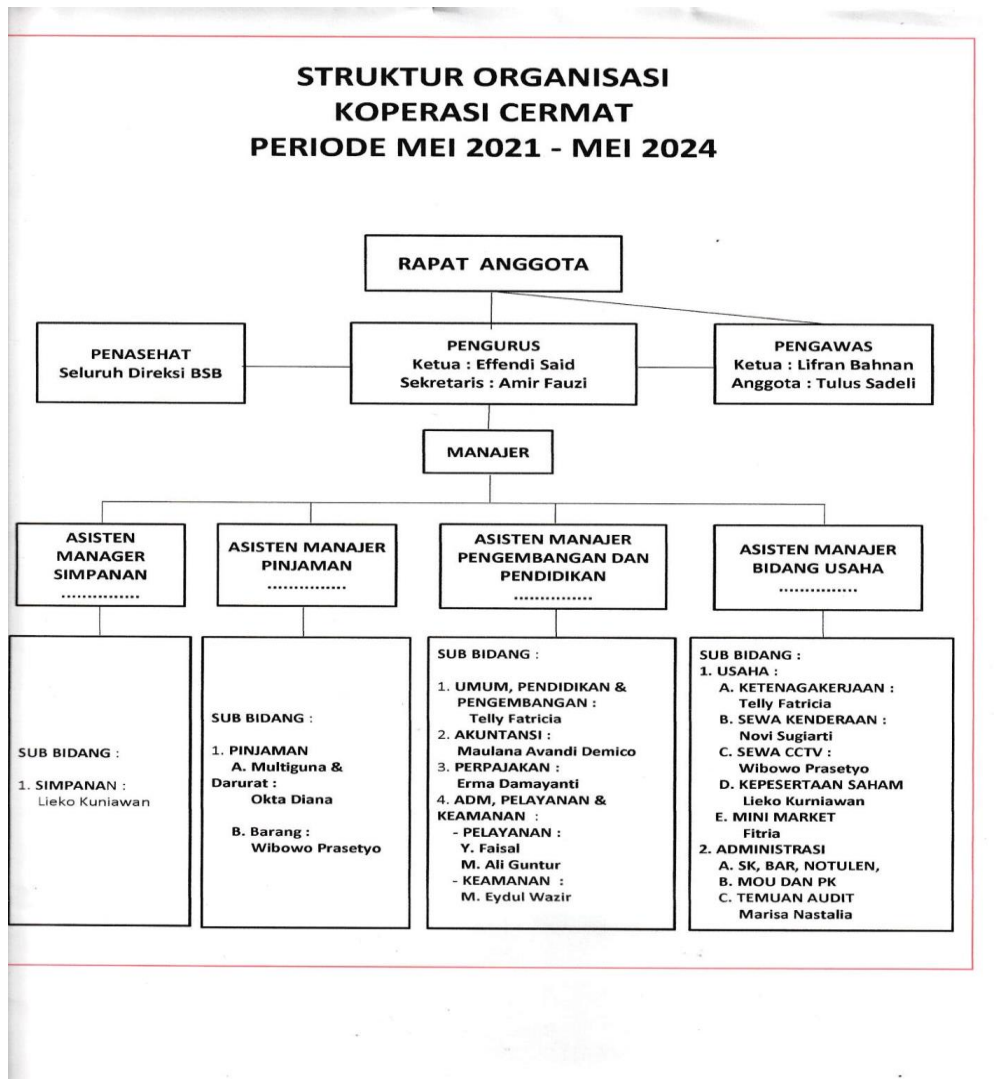 STRUKTUR ORGANISASI
KOPERASI CERMAT
PERIODE MEI 2021 - MEI 2024
RAPAT ANGGOTA
PENASEHAT
Seluruh Direksi BSB
PENGURUS
Ketua : Effendi Said
Sekretaris : Amir Fauzi
PENGAWAS
Ketua : Lifran Bahnan
Anggota : Tulus Sadeli
MANAJER
ASISTEN
MANAGER
SIMPANAN
...............
ASISTEN MANAJER
PINJAMAN
...............
ASISTEN MANAJER
PENGEMBANGAN DAN
PENDIDIKAN
...............
ASISTEN MANAJER
BIDANG USAHA
...............
SUB BIDANG :
1. SIMPANAN :
Lieko Kuniawan
SUB BIDANG :
1. PINJAMAN
A. Multiguna &
Darurat :
Okta Diana
B. Barang :
Wibowo Prasetyo
SUB BIDANG :
1. UMUM, PENDIDIKAN &
PENGEMBANGAN :
Telly Fatricia
2. AKUNTANSI :
Maulana Avandi Demico
3. PERPAJAKAN :
Erma Damayanti
4. ADM, PELAYANAN &
KEAMANAN :
- PELAYANAN :
Y. Faisal
M. Ali Guntur
- KEAMANAN :
M. Eydul Wazir
SUB BIDANG :
1. USAHA :
A. KETENAGAKERJAAN :
Telly Fatricia
B. SEWA KENDERAAN :
Novi Sugiarti
C. SEWA CCTV :
Wibowo Prasetyo
D. KEPESERTAAN SAHAM
Lieko Kurniawan
E. MINI MARKET
Fitria
2. ADMINISTRASI
A. SK, BAR, NOTULEN,
B. MOU DAN PK
C. TEMUAN AUDIT
Marisa Nastalia